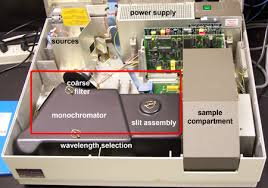 power supply
sources
coarse
filter
monochromator
slit assembly
sample
compartment
wavelength selection